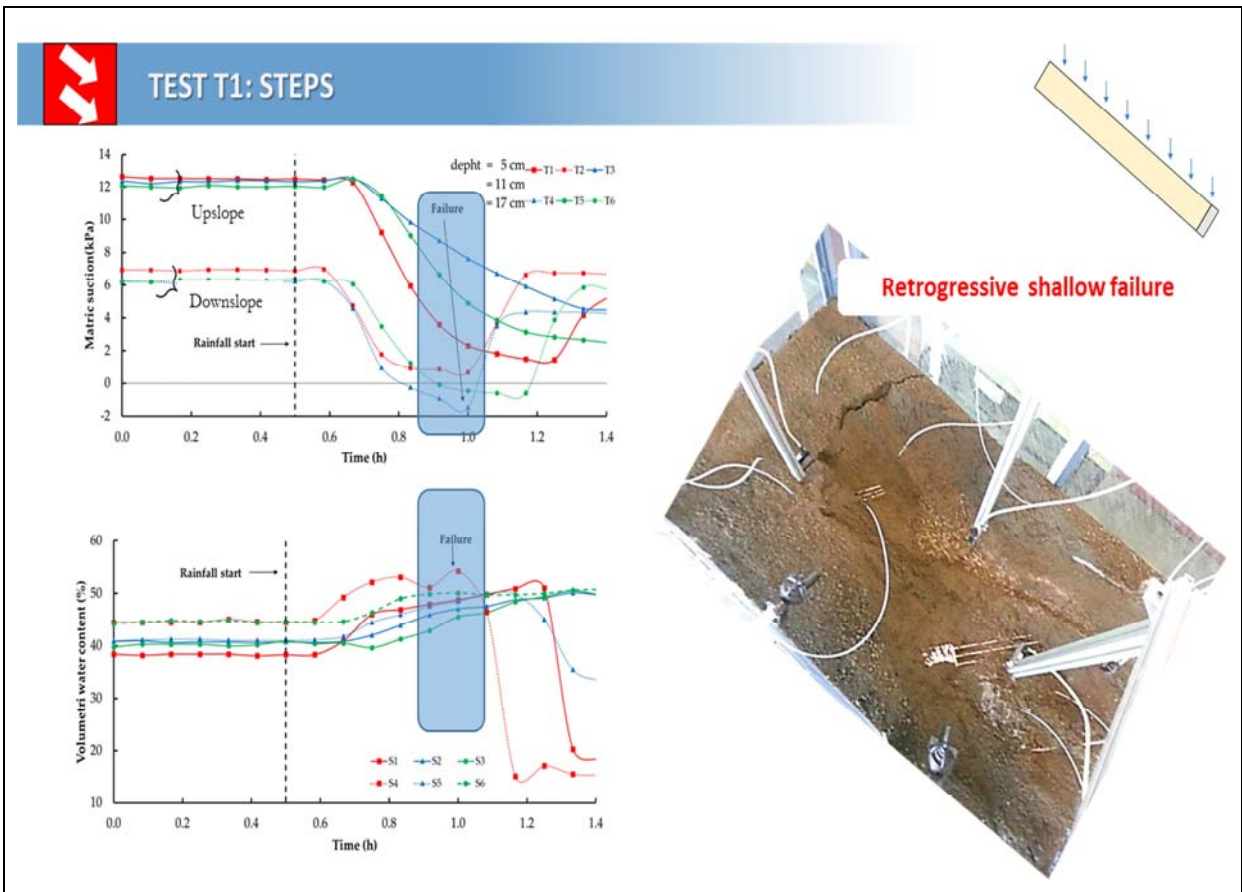 TEST T1: STEPS
14
12
10
8
6
4
2
0
-2
Matric suction(kPa)
depht = 5 cm T1 T2 T3
= 11 cm
= 17 cm T4 T5 T6
Upslope
Downslope
Rainfall start
Failure
0.0 0.2 0.4 0.6 0.8 1.0 1.2 1.4
Time (h)
60
50
40
30
20
10
Volumetri water content (%)
Rainfall start
Failure
S1 S2 S3
S4 S5 S6
0.0 0.2 0.4 0.6 0.8 1.0 1.2 1.4
Time (h)
Retrogressive shallow failure